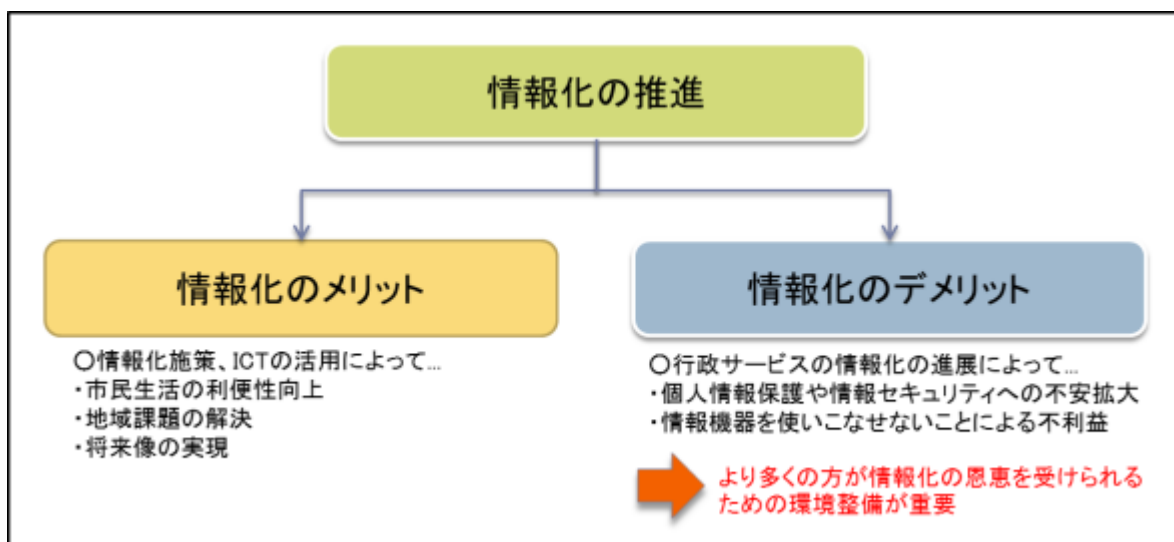 情報化の推進
情報化のメリット
〇情報化施策、ICTの活用によって…
・市民生活の利便性向上
・地域課題の解決
・将来像の実現
情報化のデメリット
〇行政サービスの情報化の進展によって…
・個人情報保護や情報セキュリティへの不安拡大
・情報機器を使いこなせないことによる不利益
より多くの方が情報化の恩恵を受けられる
ための環境整備が重要